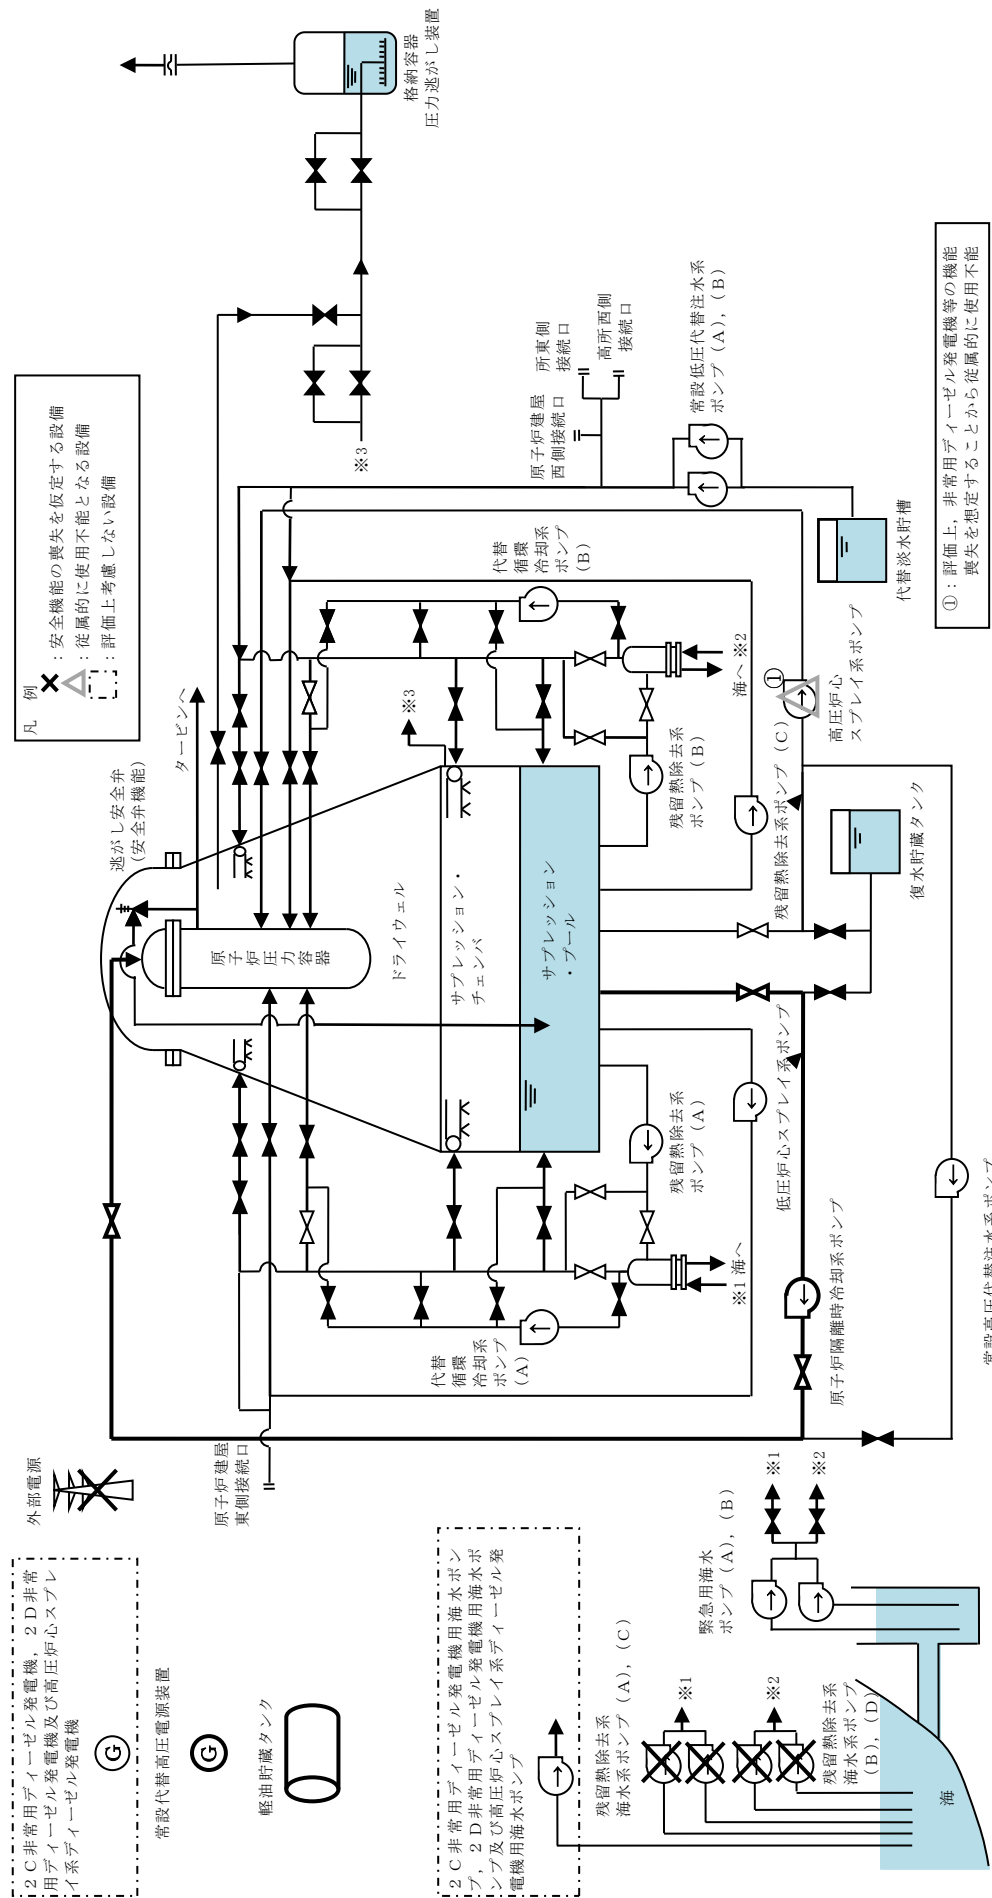 2C非常用ディーゼル発電機，2D非常
用ディーゼル発電機及び高圧炉心スプレ
イ系ディーゼル発電機
G
常設代替高圧電源装置
G
軽油貯蔵タンク
外部電源
原子炉建屋
東側接続口
2C非常用ディーゼル発電機用海水ポン
プ，2D非常用ディーゼル発電機用海水ポ
ンプ及び高圧炉心スプレイ系ディーゼル発
電機用海水ポンプ
残留熱除去系
海水系ポンプ（A），（C）
※1
※2
残留熱除去系
海水系ポンプ
（B），（D）
緊急用海水
ポンプ（A），（B）
※1
※2
海
凡　例
：安全機能の喪失を仮定する設備
：従属的に使用不能となる設備
：評価上考慮しない設備
逃がし安全弁
（安全弁機能）
タービンへ
原子炉圧力容器
ドライウェル
サプレッション・
チェンバ
サプレッション
・プール
※3
代替
循環
冷却系
ポンプ
（A）
残留熱除去系
ポンプ（A）
※1
海へ
低圧炉心スプレイ系ポンプ
原子炉隔離時冷却系ポンプ
常設高圧代替注水系ポンプ
代替
循環
冷却系
ポンプ
（B）
残留熱除去系
ポンプ（B）
海へ
※2
残留熱除去系ポンプ（C）
①
高圧炉心
スプレイ系ポンプ
復水貯蔵タンク
代替淡水貯槽
常設低圧代替注水系
ポンプ（A），（B）
原子炉建屋
西側接続口
所東側
接続口
高所西側
接続口
※3
格納容器
圧力逃がし装置
①：評価上，非常用ディーゼル発電機等の機能
喪失を想定することから従属的に使用不能